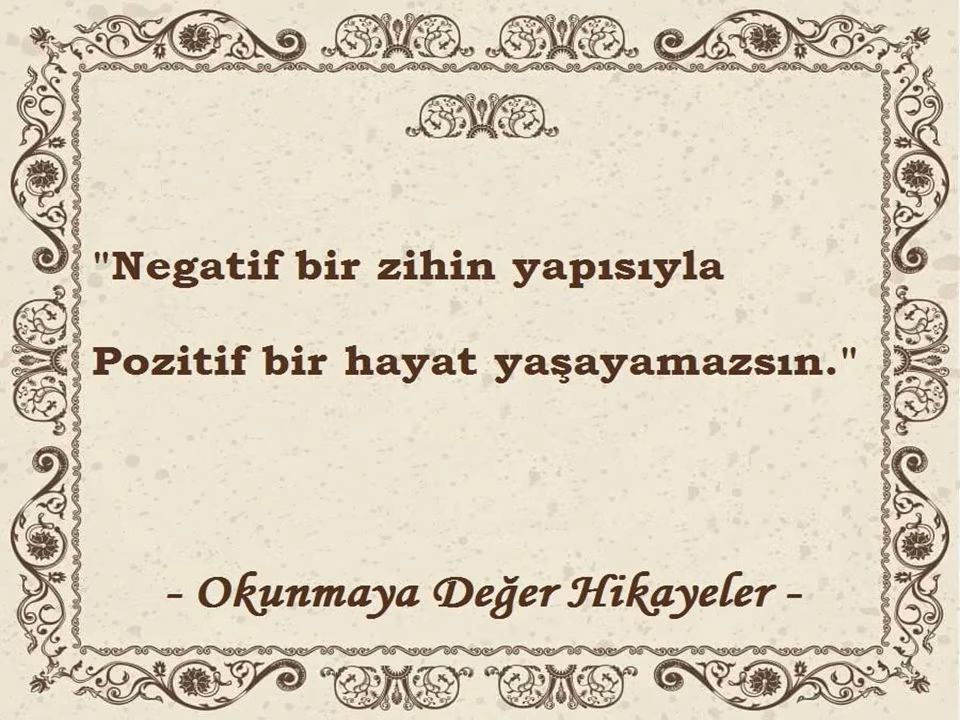 "Negatif bir zihin yapısıyla
Pozitif bir hayat yaşayamazsın."
- Okunmaya Değer Hikayeler -